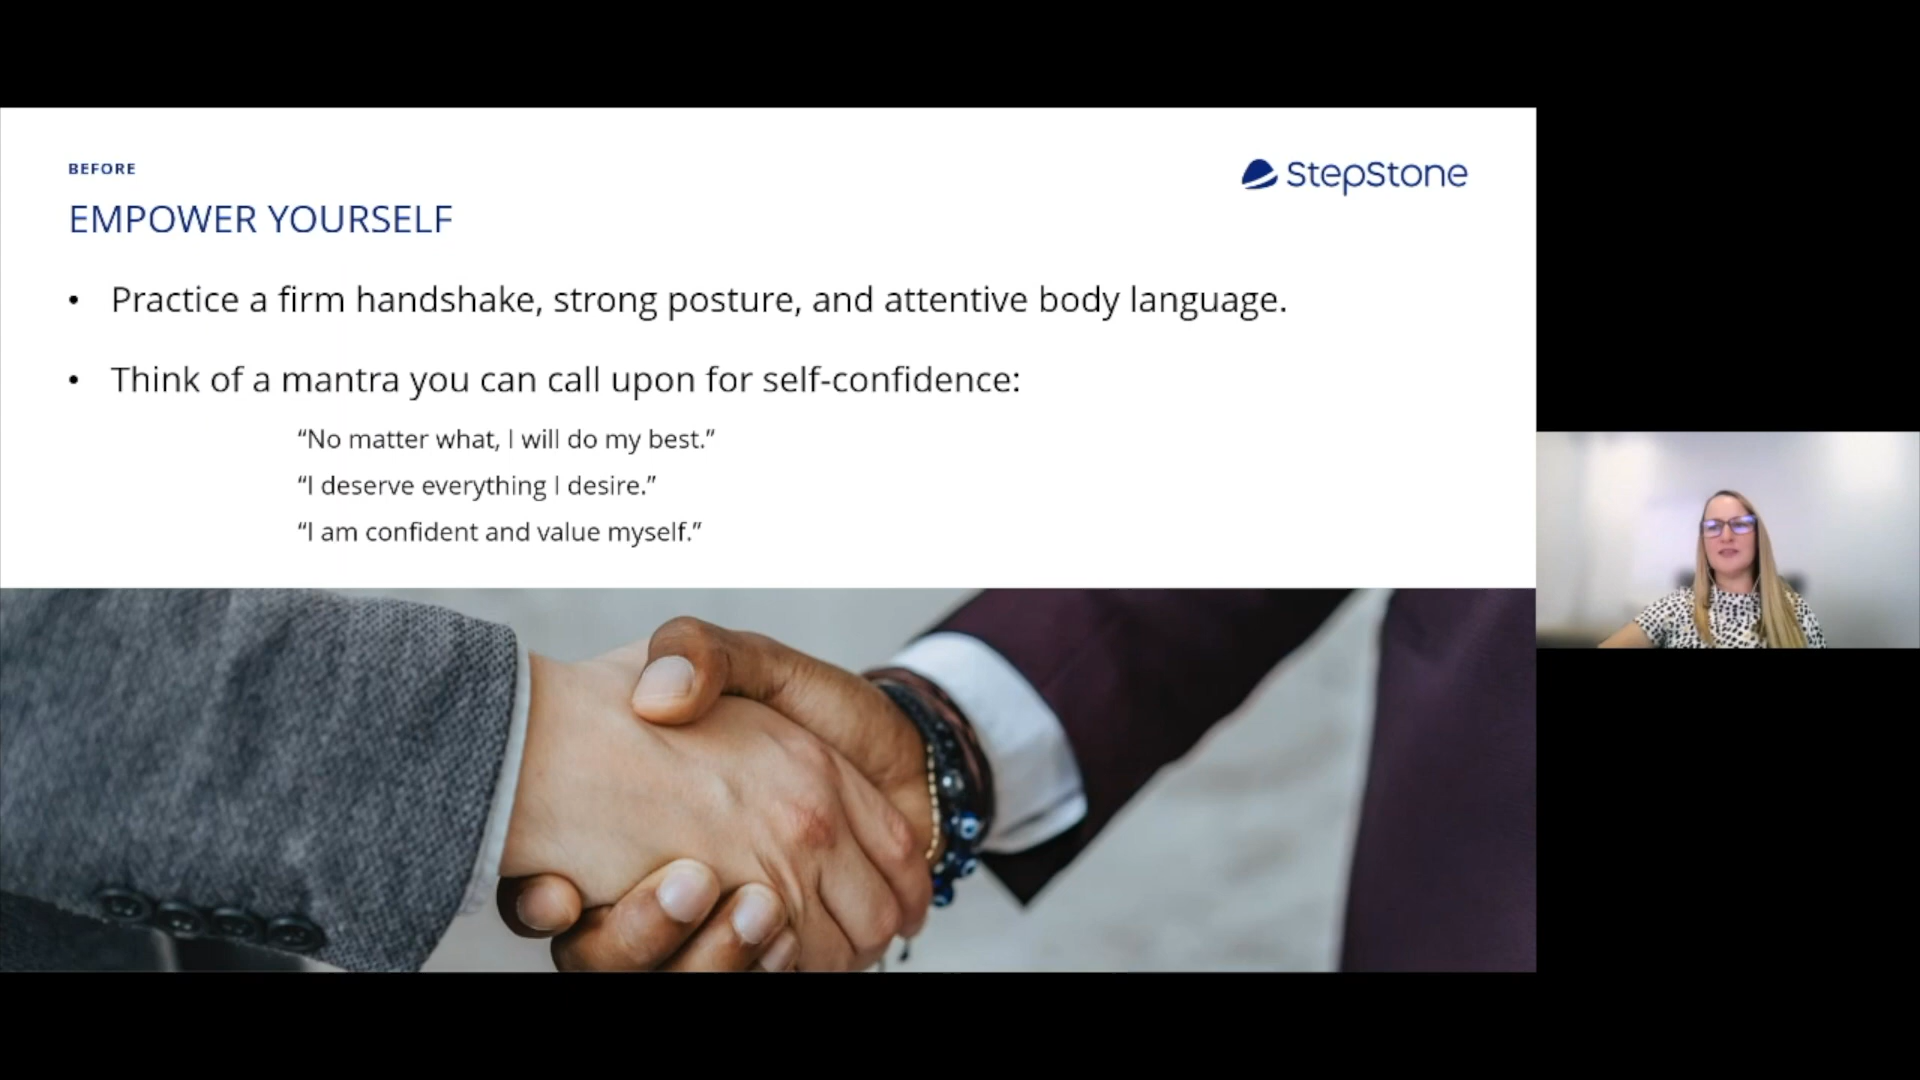 BEFORE
StepStone
EMPOWER YOURSELF
• Practice a firm handshake, strong posture, and attentive body language.
• Think of a mantra you can call upon for self-confidence:
“No matter what, I will do my best.”
“I deserve everything I desire.”
“I am confident and value myself.”